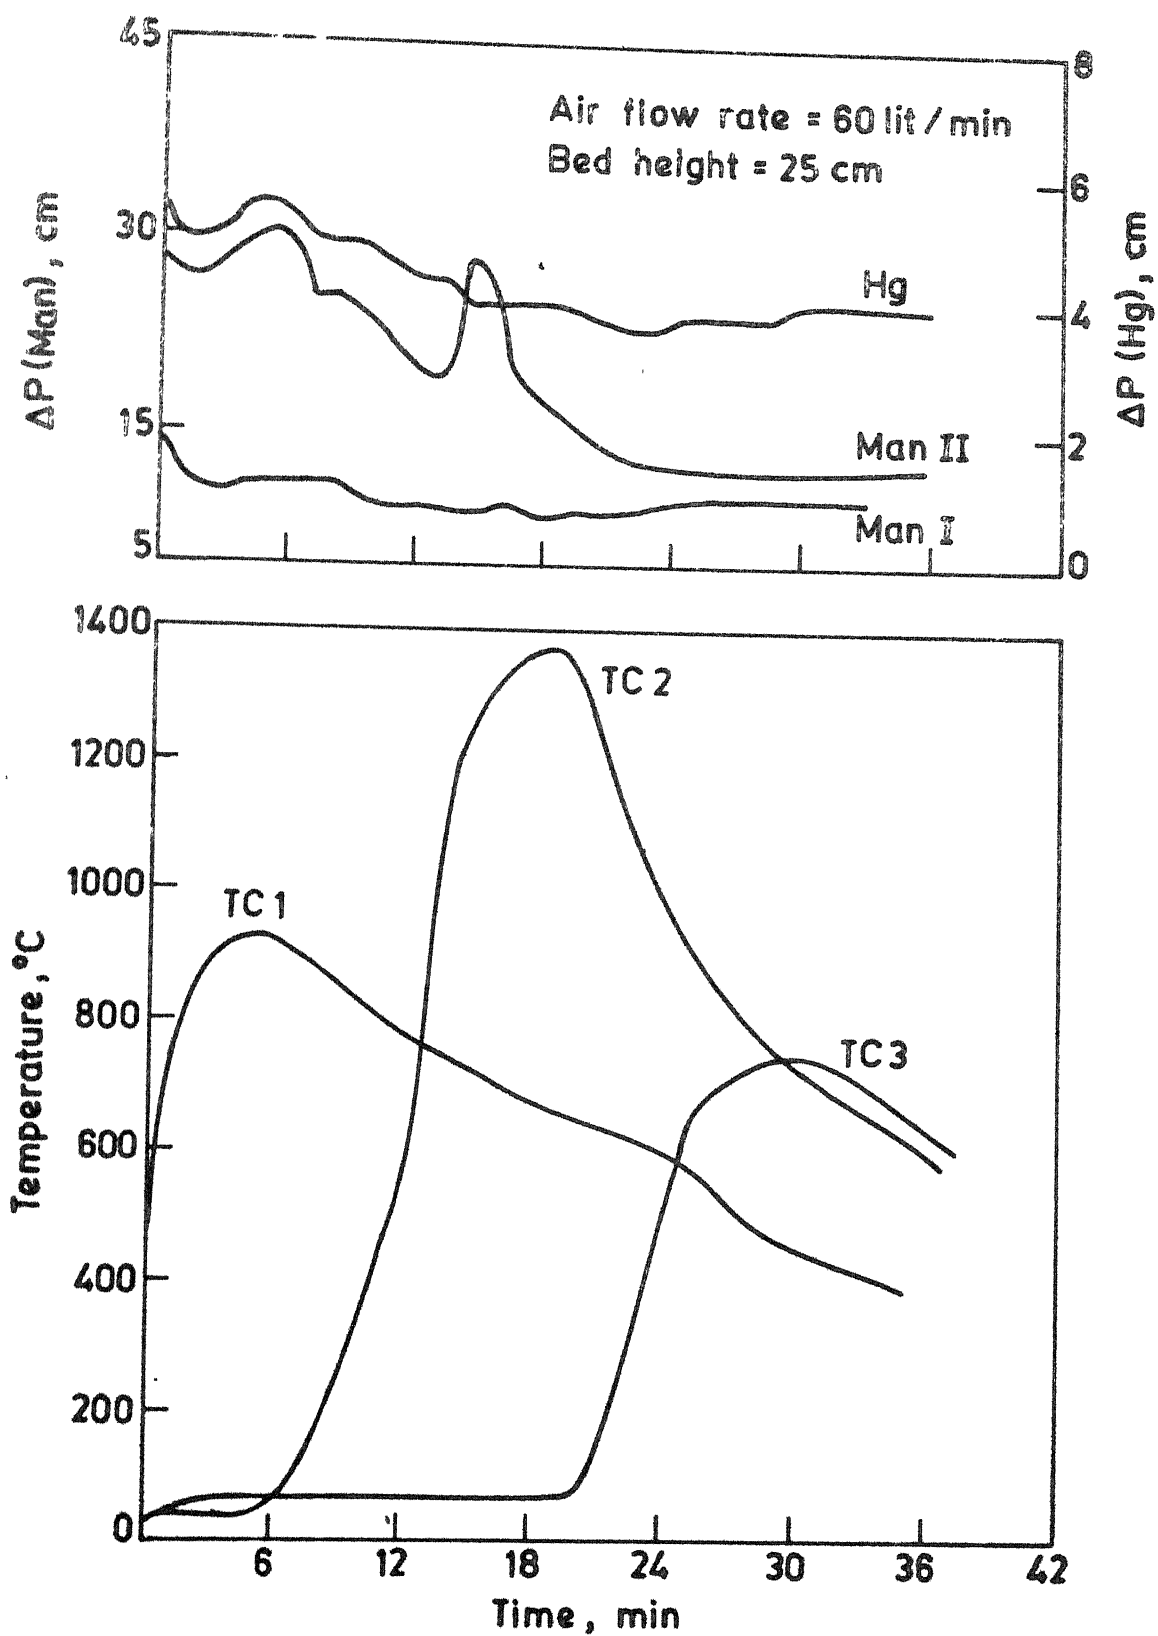 45
8
Air flow rate = 60 lit / min
Bed height = 25 cm
6
30
ΔP (Man), cm
ΔP (Hg), cm
Hg
4
15
Man II
2
Man I
5
0
1400
TC 2
1200
1000
TC 1
Temperature, °C
800
TC 3
600
400
200
0
6 12 18 24 30 36 42
Time, min